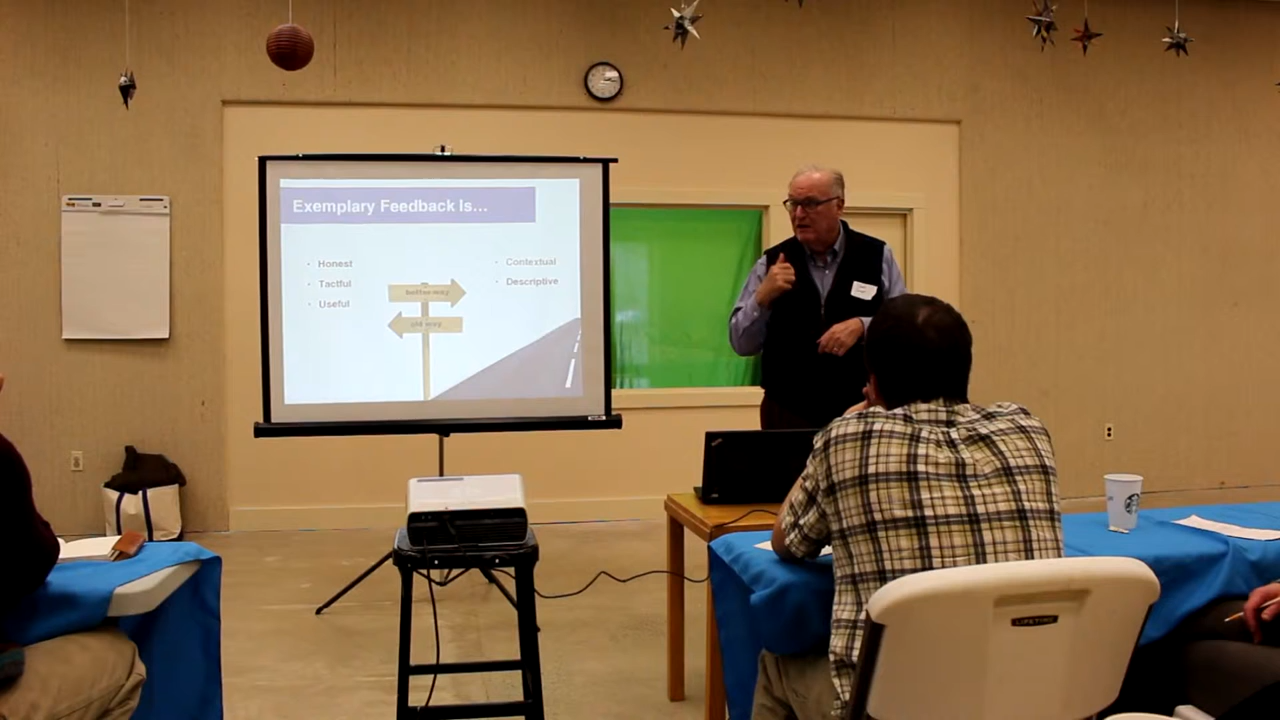 Exemplary Feedback Is...
• Honest
• Tactful
• Useful
• Contextual
• Descriptive
better way
old way
LIFETIME